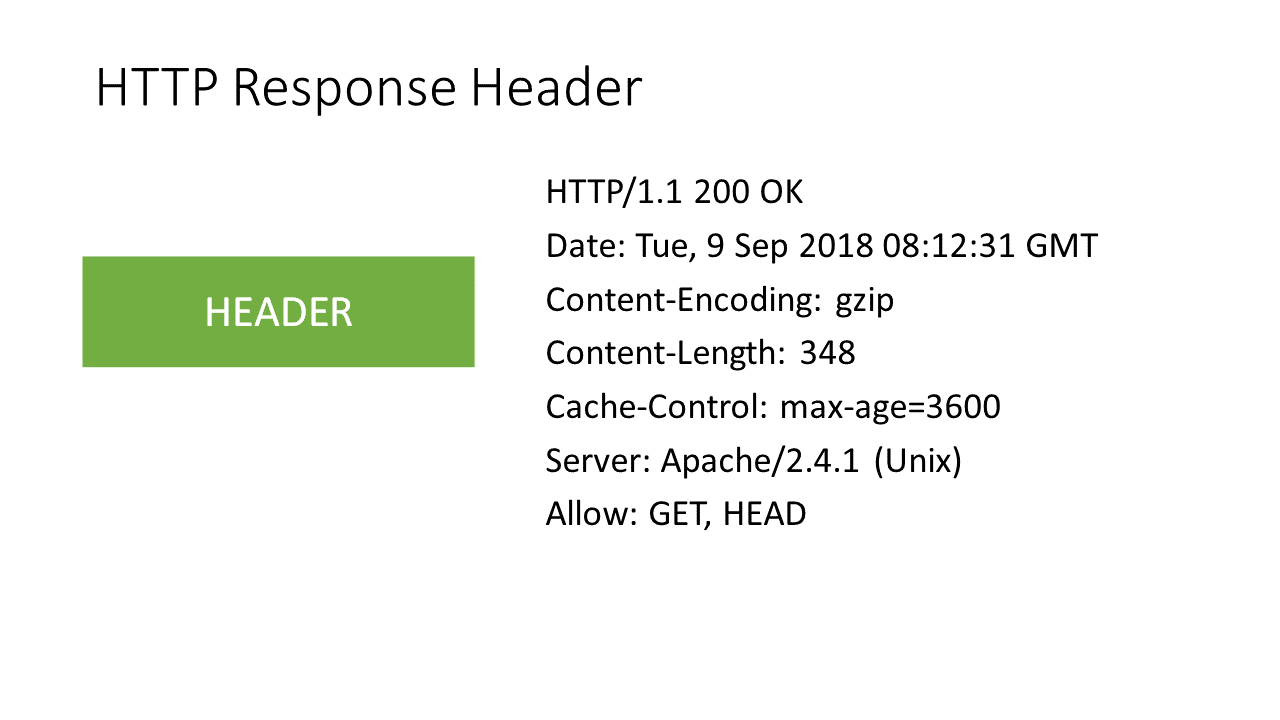 HTTP Response Header
HEADER
HTTP/1.1 200 OK
Date: Tue, 9 Sep 2018 08:12:31 GMT
Content-Encoding: gzip
Content-Length: 348
Cache-Control: max-age=3600
Server: Apache/2.4.1 (Unix)
Allow: GET, HEAD